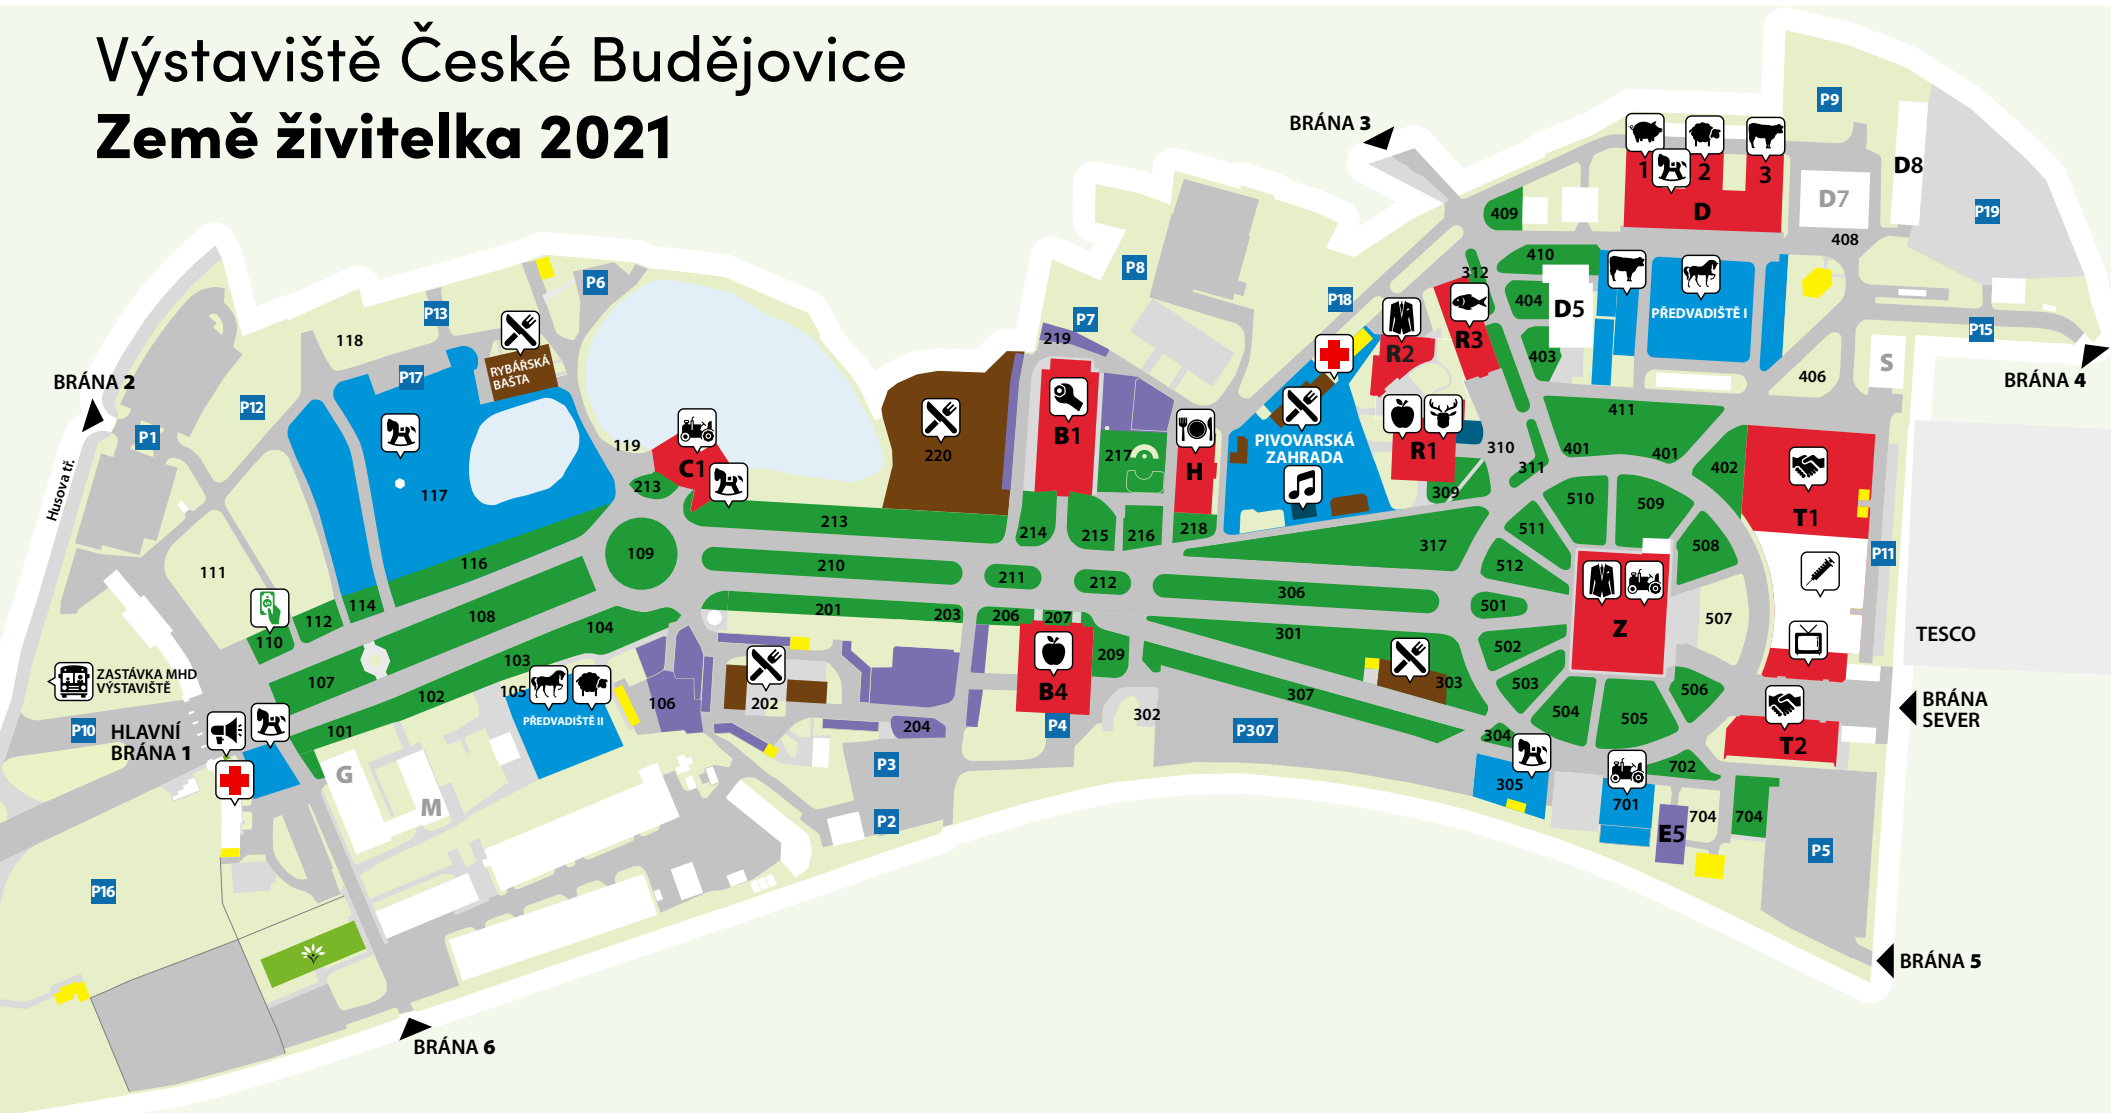 Výstaviště České Budějovice
Země živitelka 2021
BRÁNA 3
P9
1
2
3
D8
D
D7
P19
409
408
410
P8
312
P6
P18
404
D5
PŘEDVADIŠTĚ I
P13
P7
P15
118
219
R2
R3
403
RYBÁŘSKÁ
BAŠTA
S
BRÁNA 4
P17
BRÁNA 2
406
P12
411
P1
B1
PIVOVARSKÁ
ZAHRADA
119
220
217
H
R1
310
401
401
C1
311
402
Husova tř.
117
213
309
510
509
T1
213
214
215
216
218
511
317
508
P11
109
116
210
512
111
211
212
306
114
501
112
108
201
203
206
207
507
110
104
301
Z
TESCO
502
103
209
ZASTÁVKA MHD
VÝSTAVIŠTĚ
107
105
102
106
202
B4
307
303
503
506
BRÁNA
SEVER
PŘEDVADIŠTĚ II
302
504
505
P10
HLAVNÍ
BRÁNA 1
101
204
P4
P307
304
T2
G
P3
702
305
M
701
P2
E5
704
704
P5
P16
BRÁNA 5
BRÁNA 6